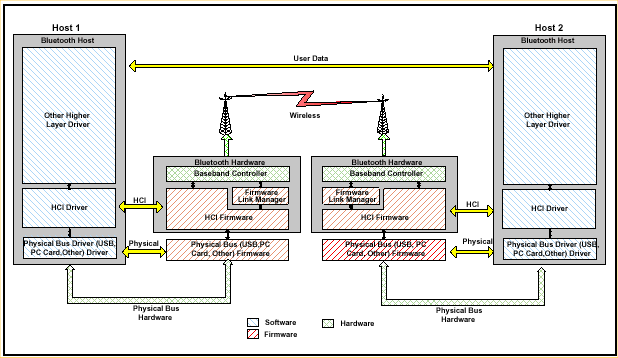 Host 1
Host 2
Bluetooth Host
Bluetooth Host
User Data
Other Higher
Layer Driver
Other Higher
Layer Driver
Wireless
Bluetooth Hardware
Bluetooth Hardware
Baseband Controller
Baseband Controller
Firmware
Link Manager
Firmware
Link Manager
HCI Driver
HCI
HCI Firmware
HCI Firmware
HCI
HCI Driver
Physical Bus Driver (USB,
PC Card,Other) Driver
Physical
Physical Bus (USB,PC
Card, Other) Firmware
Physical Bus (USB, PC
Card, Other) Firmware
Physical
Physical Bus Driver (USB,
PC Card,Other) Driver
Physical Bus
Hardware
Physical Bus
Hardware
Software
Hardware
Firmware